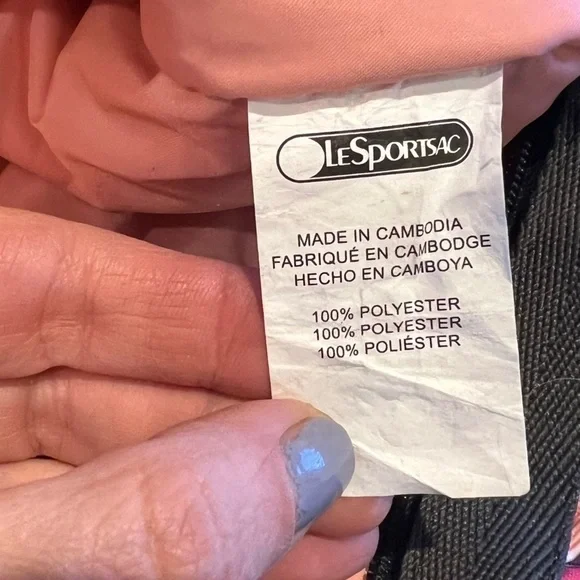 LESPORTSAC
MADE IN CAMBODIA
FABRIQUÉ EN CAMBODGE
HECHO EN CAMBOYA
100% POLYESTER
100% POLYESTER
100% POLIÉSTER